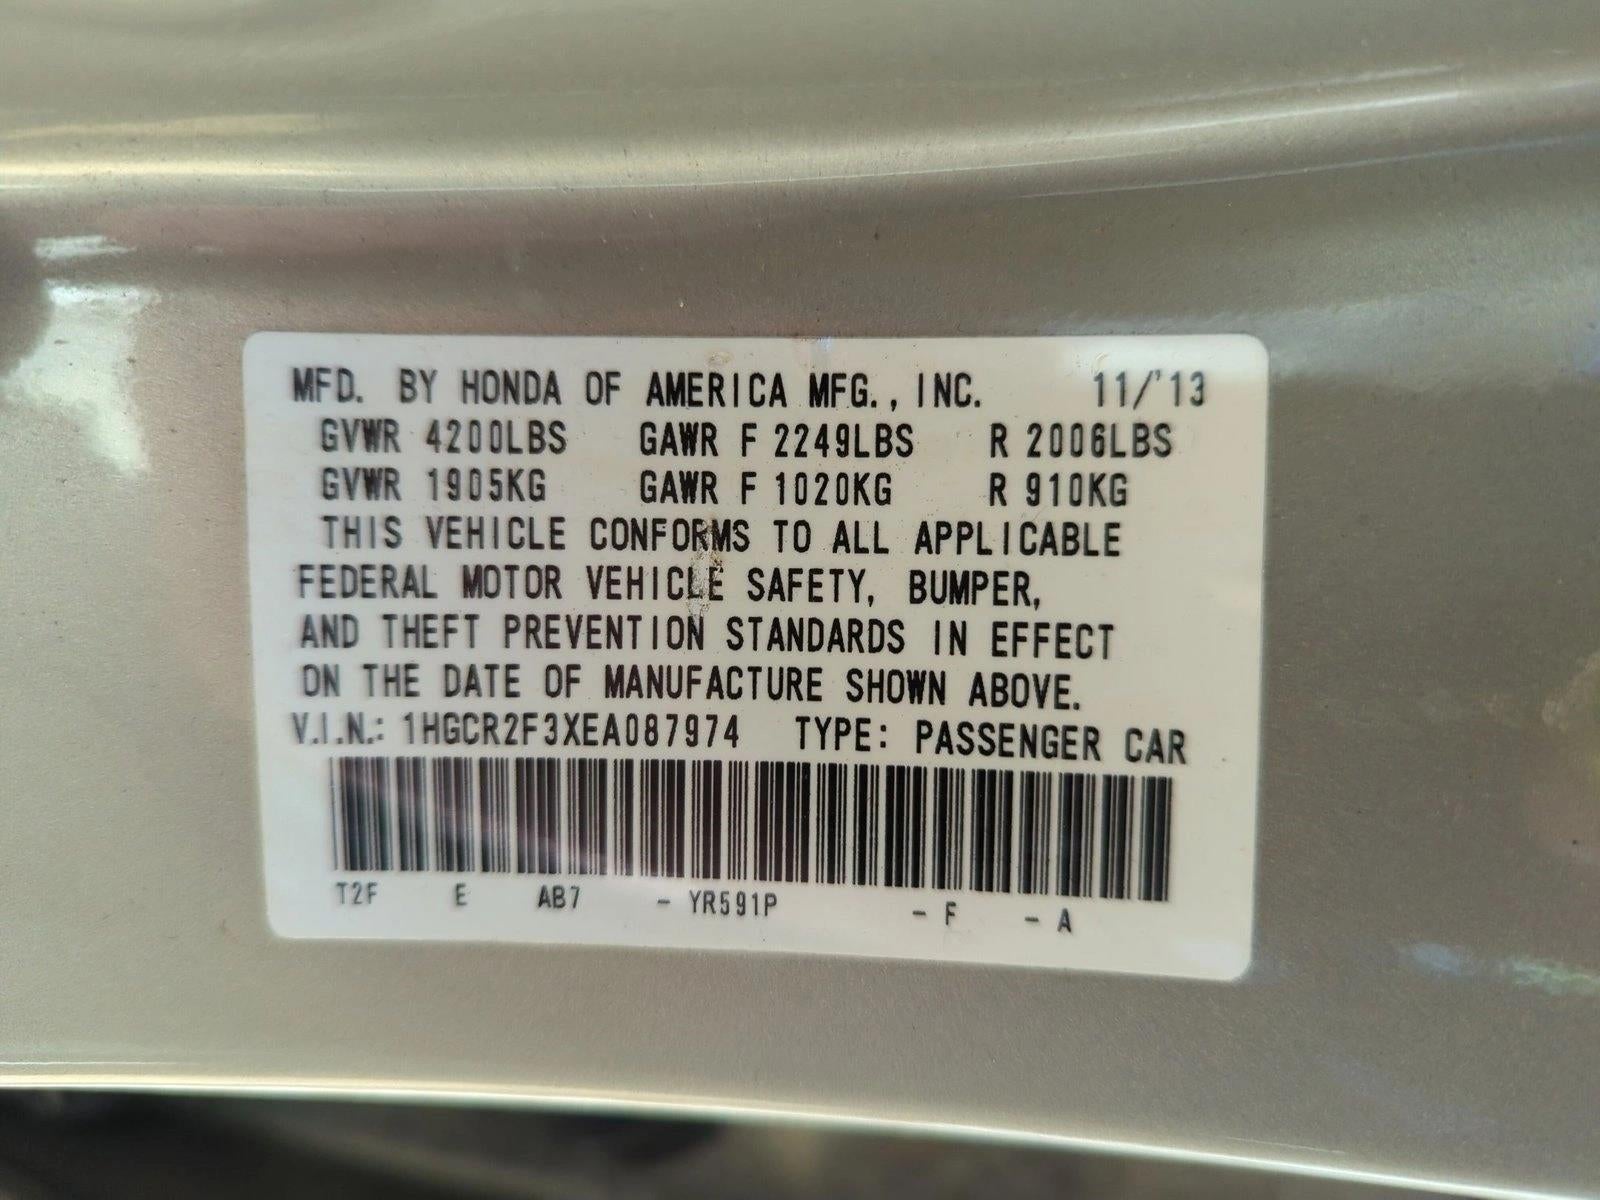 MFD. BY HONDA OF AMERICA MFG., INC. 11/'13
GVWR 4200LBS GAWR F 2249LBS R 2006LBS
GVWR 1905KG GAWR F 1020KG R 910KG
THIS VEHICLE CONFORMS TO ALL APPLICABLE
FEDERAL MOTOR VEHICLE SAFETY, BUMPER,
AND THEFT PREVENTION STANDARDS IN EFFECT
ON THE DATE OF MANUFACTURE SHOWN ABOVE.
V.I.N.: 1HGCR2F3XEA087974 TYPE: PASSENGER CAR
T2F E AB7 - YR591P - F - A